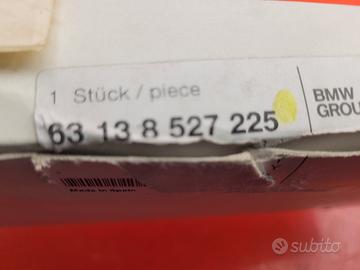 1 Stück / piece
63 13 8 527 225
BMW
GROU
Made in Spain
subito